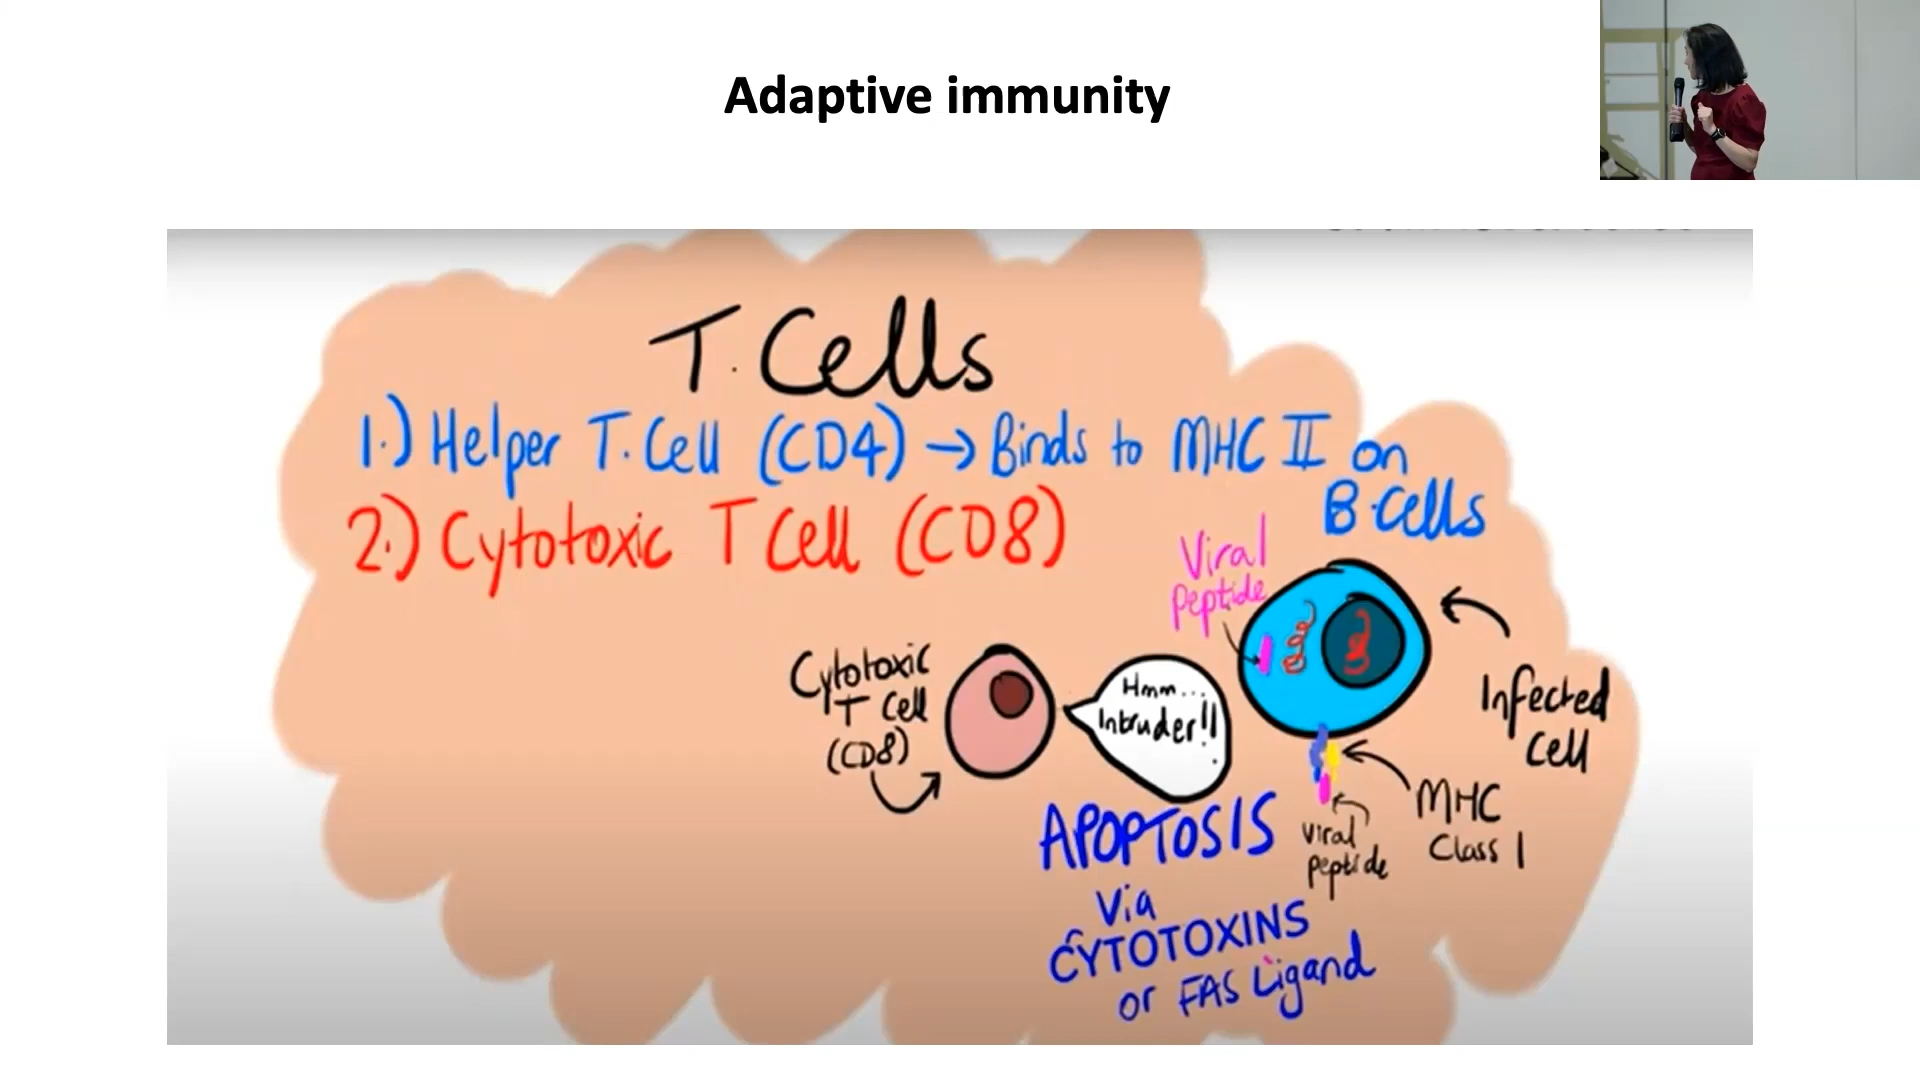 Adaptive immunity
T. Cells
1.) Helper T. Cell (CD4) → Binds to MHC II on
B. Cells
2.) Cytotoxic T Cell (CD8)
Viral
Peptide
Cytotoxic
T Cell
(CD8)
Hmm...
Intruder!!
Infected
Cell
MHC
Class I
Viral
peptide
APOPTOSIS
Via
CYTOTOXINS
or FAS Ligand